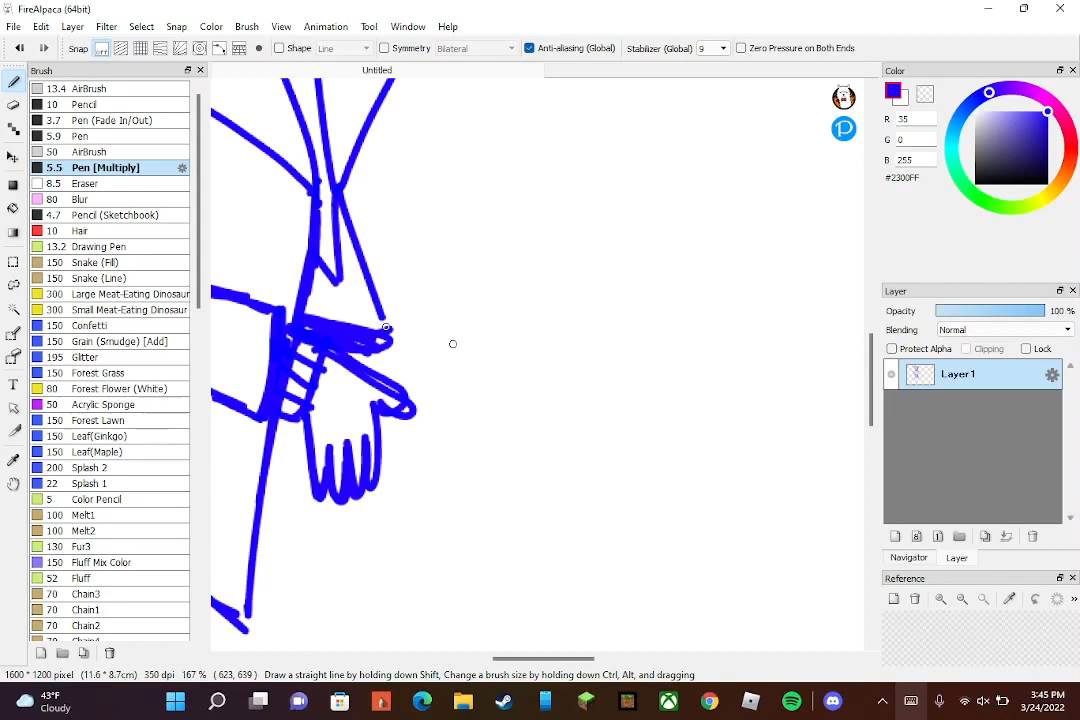 FireAlpaca (64bit)
File Edit Layer Filter Select Snap Color Brush View Animation Tool Window Help
Snap off Shape Line Symmetry Bilateral Anti-aliasing (Global) Stabilizer (Global) 9 Zero Pressure on Both Ends
Brush
Untitled
Color
13.4 AirBrush
10 Pencil
3.7 Pen (Fade In/Out)
5.9 Pen
50 AirBrush
5.5 Pen [Multiply]
8.5 Eraser
80 Blur
4.7 Pencil (Sketchbook)
10 Hair
13.2 Drawing Pen
150 Snake (Fill)
150 Snake (Line)
300 Large Meat-Eating Dinosaur
300 Small Meat-Eating Dinosaur
150 Confetti
150 Grain (Smudge) [Add]
195 Glitter
150 Forest Grass
80 Forest Flower (White)
50 Acrylic Sponge
150 Forest Lawn
150 Leaf(Ginkgo)
150 Leaf(Maple)
200 Splash 2
22 Splash 1
5 Color Pencil
100 Melt1
100 Melt2
130 Fur3
150 Fluff Mix Color
52 Fluff
70 Chain3
70 Chain1
70 Chain2
70 Chain4
R 35
G 0
B 255
#2300FF
Layer
Opacity 100 %
Blending Normal
Protect Alpha Clipping Lock
Layer1
Navigator Layer
Reference
1600 * 1200 pixel (11.6 * 8.7cm) 350 dpi 167 % ( 623, 639 ) Draw a straight line by holding down Shift, Change a brush size by holding down Ctrl, Alt, and dragging
43°F
Cloudy
3:45 PM
3/24/2022